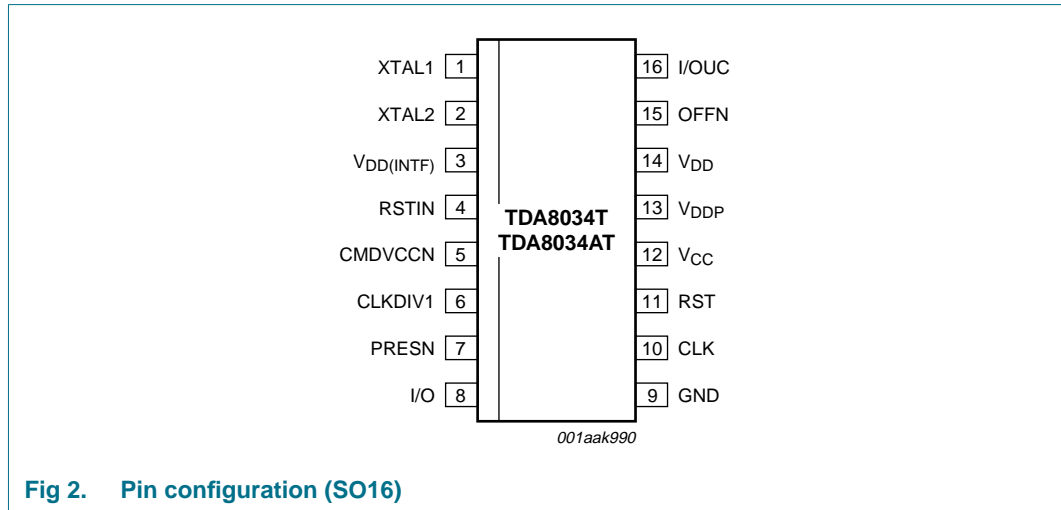 XTAL1 1
XTAL2 2
VDD(INTF) 3
RSTIN 4
CMDVCCN 5
CLKDIV1 6
PRESN 7
I/O 8
TDA8034T
TDA8034AT
16 I/OUC
15 OFFN
14 VDD
13 VDDP
12 VCC
11 RST
10 CLK
9 GND
001aak990
Fig 2. Pin configuration (SO16)